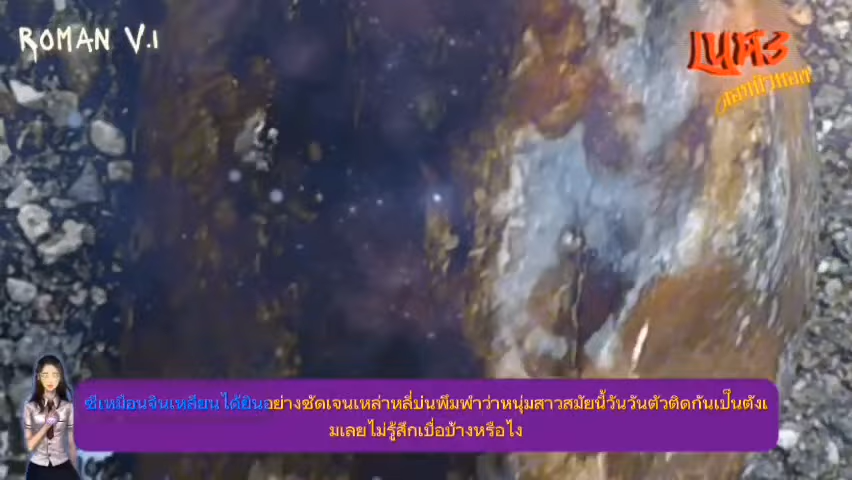 ROMAN V.1
ซีเหมือนจินเหลียนได้ยินอย่างชัดเจนเหล่าหลี่บ่นพึมพำว่าหนุ่มสาวสมัยนี้วันวันตัวติดกันเป็นตังเ
มเลยไม่รู้สึกเบื่อบ้างหรือไง